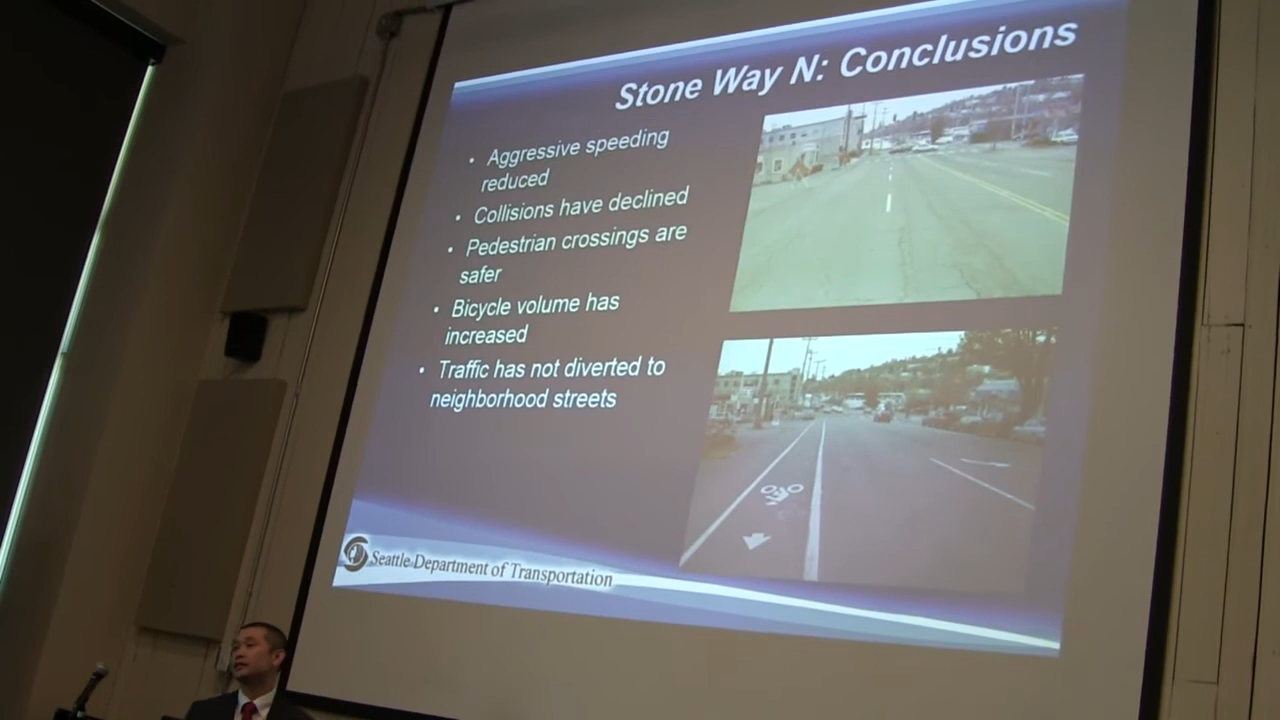 Stone Way N: Conclusions
• Aggressive speeding
reduced
• Collisions have declined
• Pedestrian crossings are
safer
• Bicycle volume has
increased
• Traffic has not diverted to
neighborhood streets
Seattle Department of Transportation